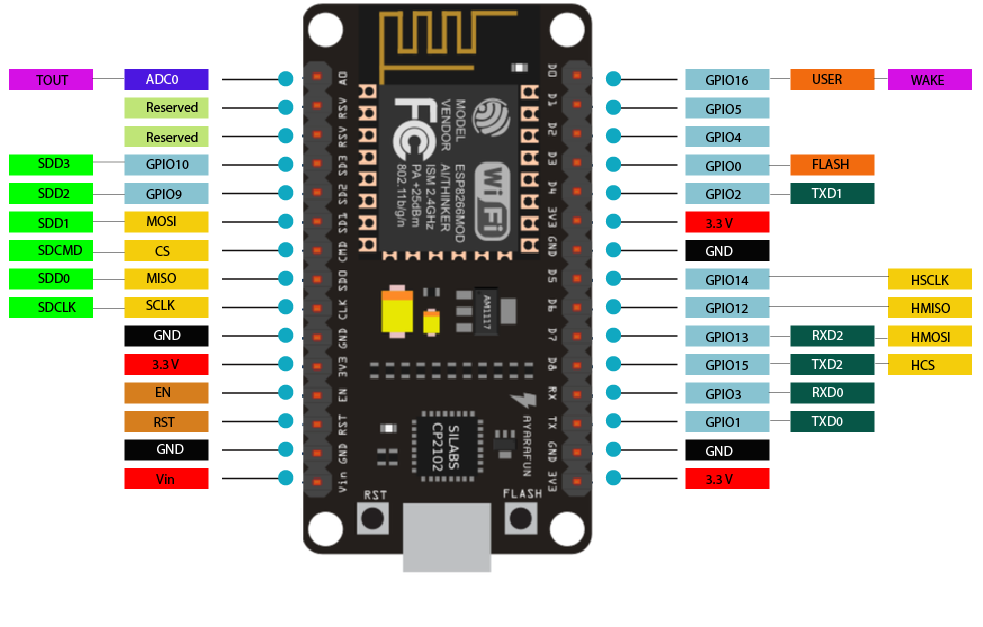 TOUT ADC0
Reserved
Reserved
SDD3 GPIO10
SDD2 GPIO9
SDD1 MOSI
SDCMD CS
SDD0 MISO
SDCLK SCLK
GND
3.3 V
EN
RST
GND
Vin
A0
RSV
RSV
SD3
SD2
SD1
CMD
SD0
CLK
GND
3V3
EN
RST
GND
Vin
MODEL ESP8266MOD
VENDOR AI/THINKER
ISM 2.4GHz
PA +25dBm
802.11b/g/n
FC
WiFi
AM1117
SILABS
CP2102
AYARAFUN
RST
FLASH
D0
D1
D2
D3
D4
3V3
GND
D5
D6
D7
D8
RX
TX
GND
3V3
GPIO16 USER WAKE
GPIO5
GPIO4
GPIO0 FLASH
GPIO2 TXD1
3.3 V
GND
GPIO14 HSCLK
GPIO12 HMISO
GPIO13 RXD2 HMOSI
GPIO15 TXD2 HCS
GPIO3 RXD0
GPIO1 TXD0
GND
3.3 V